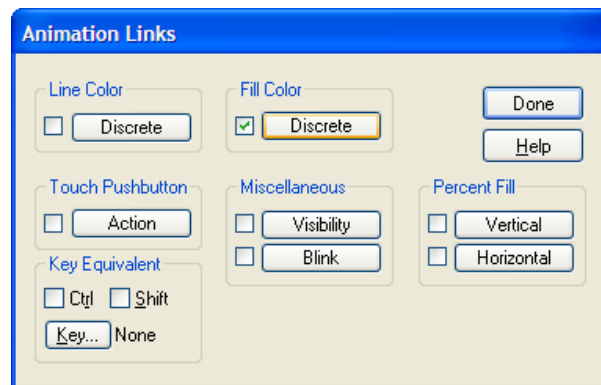 Animation Links
Line Color
Discrete
Fill Color
Discrete
Done
Help
Touch Pushbutton
Action
Miscellaneous
Visibility
Blink
Percent Fill
Vertical
Horizontal
Key Equivalent
Ctrl Shift
Key... None